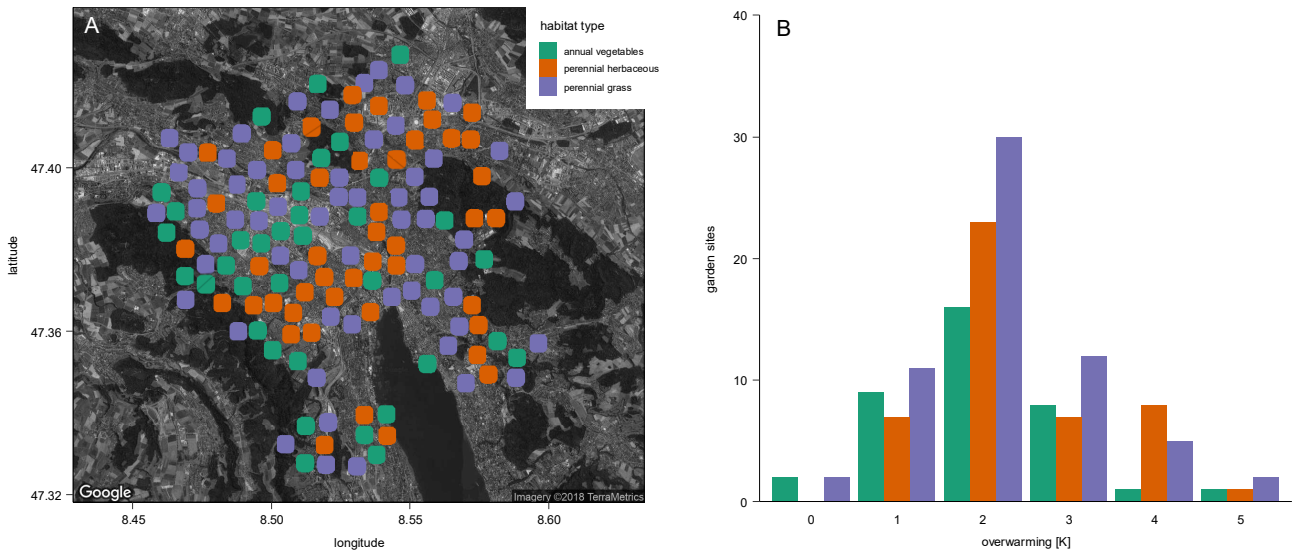 A
habitat type
annual vegetables
perennial herbaceous
perennial grass
47.40
47.36
47.32
latitude
8.45
8.50
8.55
8.60
longitude
Google
Imagery ©2018 TerraMetrics
B
40
30
20
10
0
garden sites
0
1
2
3
4
5
overwarming [K]